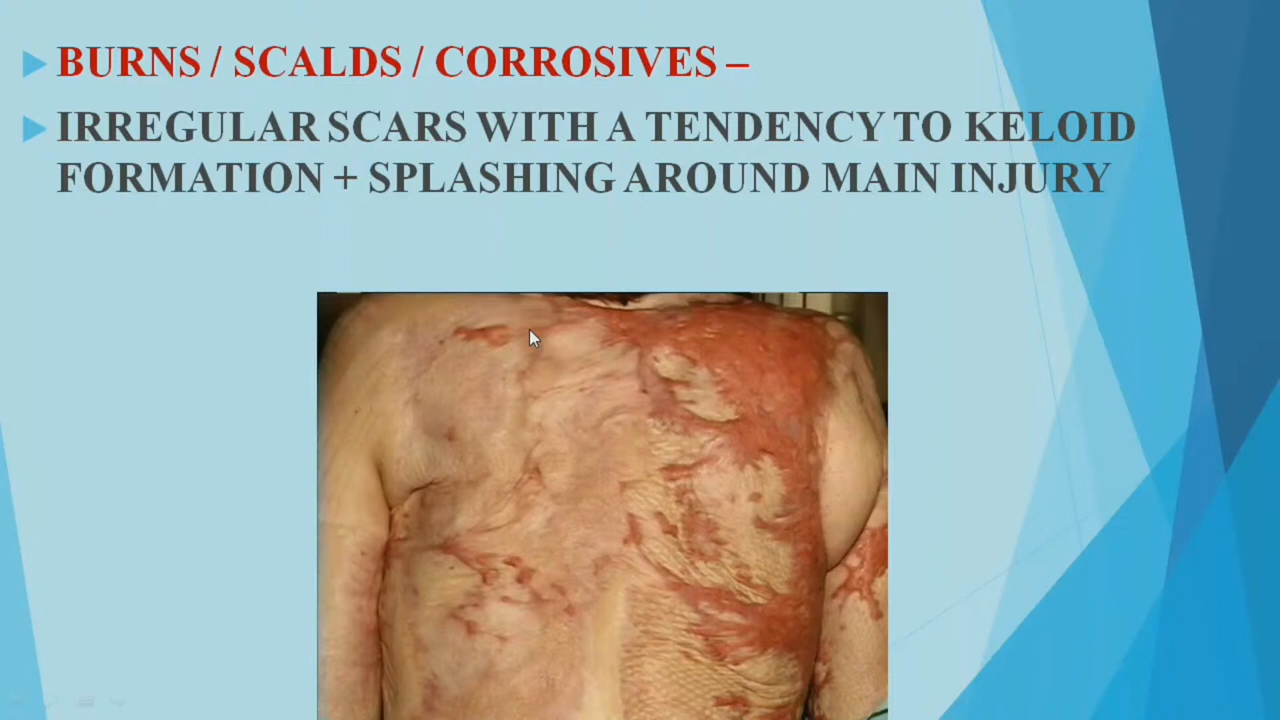 BURNS / SCALDS / CORROSIVES –
IRREGULAR SCARS WITH A TENDENCY TO KELOID
FORMATION + SPLASHING AROUND MAIN INJURY